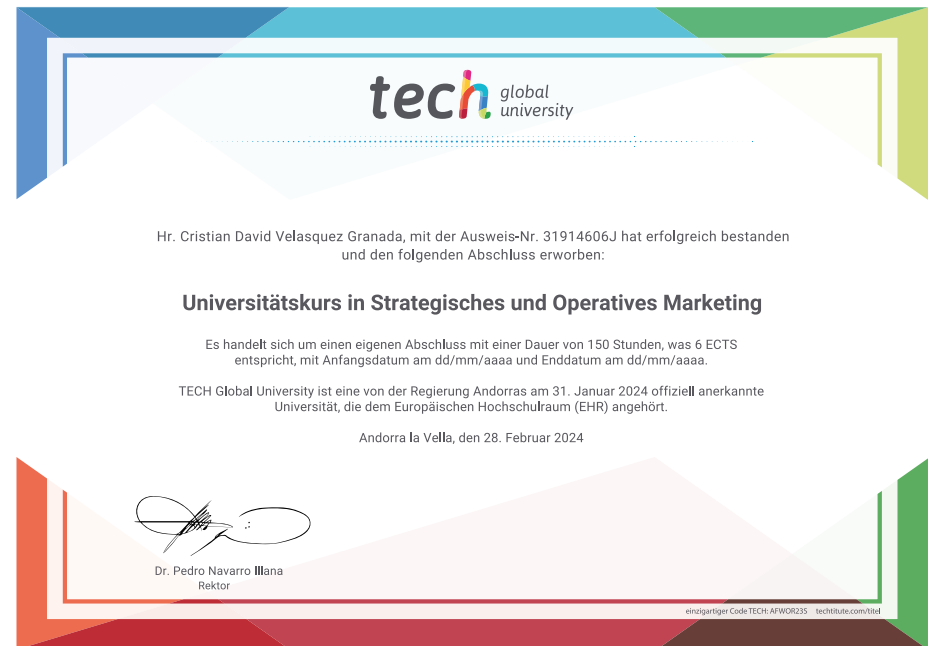 tech global university
Hr. Cristian David Velasquez Granada, mit der Ausweis-Nr. 31914606J hat erfolgreich bestanden
und den folgenden Abschluss erworben:
Universitätskurs in Strategisches und Operatives Marketing
Es handelt sich um einen eigenen Abschluss mit einer Dauer von 150 Stunden, was 6 ECTS
entspricht, mit Anfangsdatum am dd/mm/aaaa und Enddatum am dd/mm/aaaa.
TECH Global University ist eine von der Regierung Andorras am 31. Januar 2024 offiziell anerkannte
Universität, die dem Europäischen Hochschulraum (EHR) angehört.
Andorra la Vella, den 28. Februar 2024
Dr. Pedro Navarro Illana
Rektor
einzigartiger Code TECH: AFWOR23S techtitute.com/titel